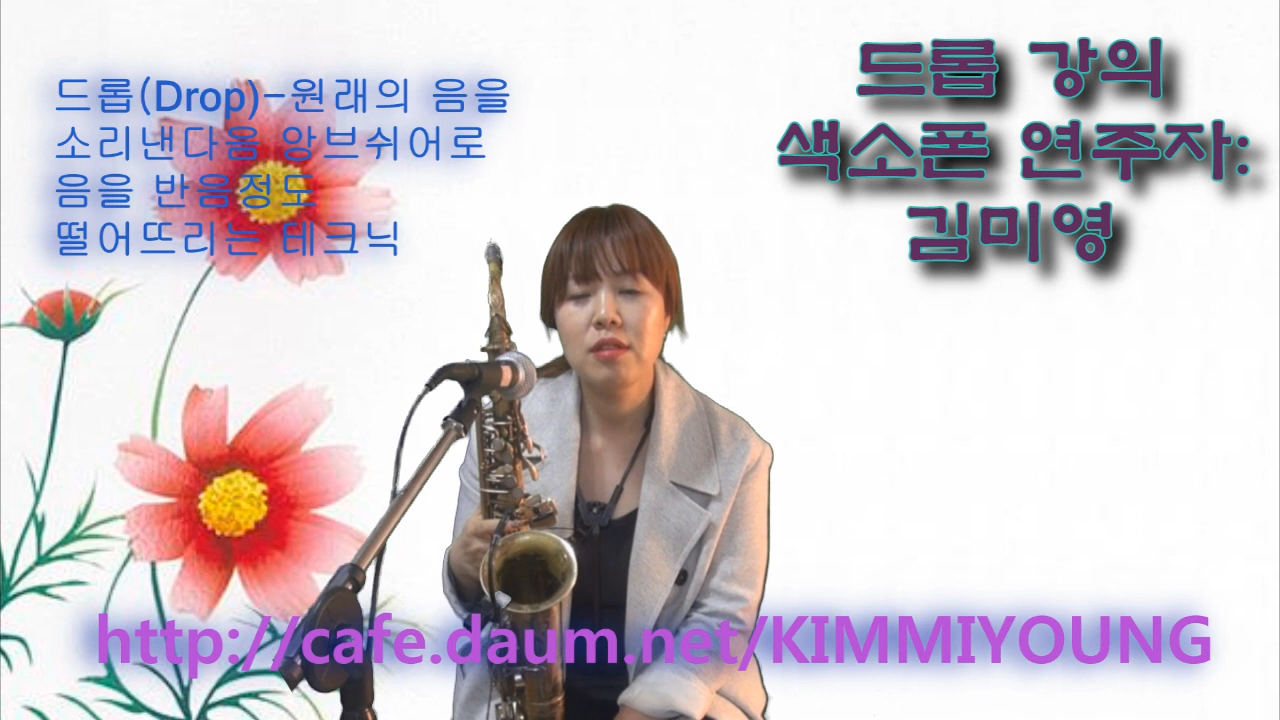 드롭(Drop)-원래의 음을
소리낸다음 앙브쉬어로
음을 반음정도
떨어뜨리는 테크닉
드롭 강의
색소폰 연주자:
김미영
http://cafe.daum.net/KIMMIYOUNG